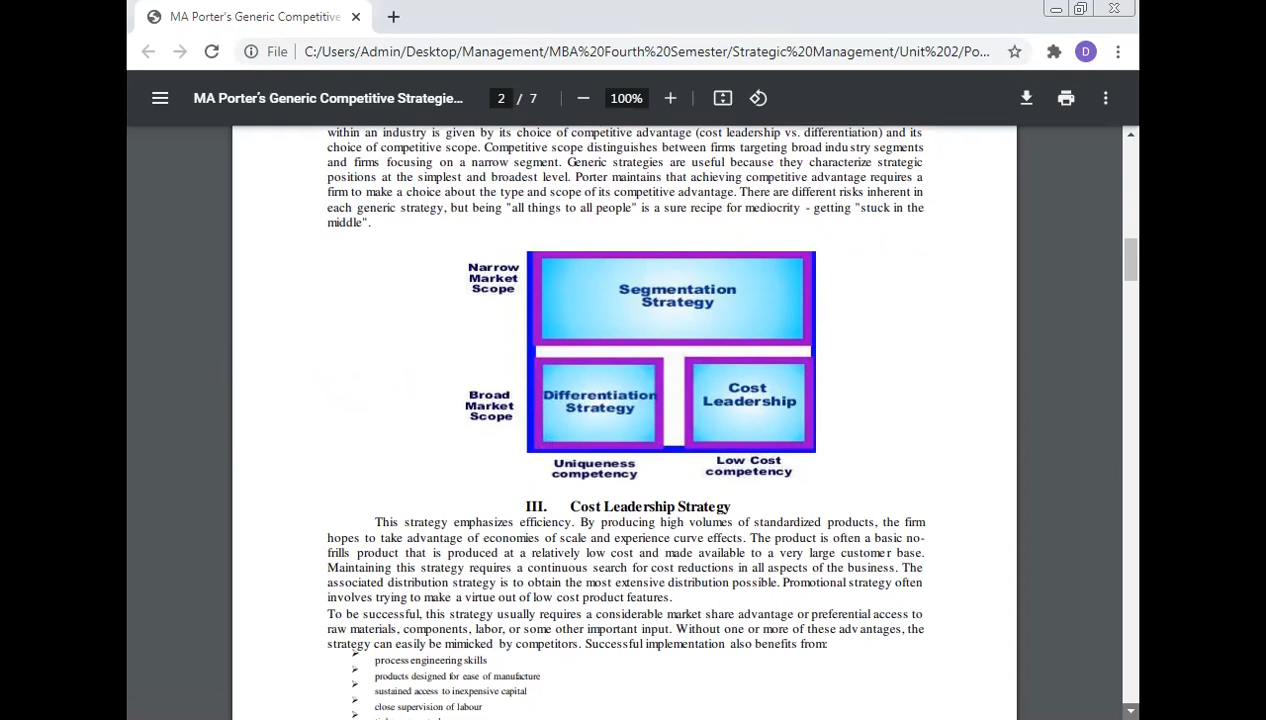 MA Porter's Generic Competitive
File
C:/Users/Admin/Desktop/Management/MBA%20Fourth%20Semester/Strategic%20Management/Unit%202/Po...
D
MA Porter's Generic Competitive Strategie...
2 / 7
100%
within an industry is given by its choice of competitive advantage (cost leadership vs. differentiation) and its
choice of competitive scope. Competitive scope distinguishes between firms targeting broad industry segments
and firms focusing on a narrow segment. Generic strategies are useful because they characterize strategic
positions at the simplest and broadest level. Porter maintains that achieving competitive advantage requires a
firm to make a choice about the type and scope of its competitive advantage. There are different risks inherent in
each generic strategy, but being "all things to all people" is a sure recipe for mediocrity - getting "stuck in the
middle".
Narrow
Market
Scope
Segmentation
Strategy
Broad
Market
Scope
Differentiation
Strategy
Cost
Leadership
Uniqueness
competency
Low Cost
competency
III. Cost Leadership Strategy
This strategy emphasizes efficiency. By producing high volumes of standardized products, the firm
hopes to take advantage of economies of scale and experience curve effects. The product is often a basic no-
frills product that is produced at a relatively low cost and made available to a very large customer base.
Maintaining this strategy requires a continuous search for cost reductions in all aspects of the business. The
associated distribution strategy is to obtain the most extensive distribution possible. Promotional strategy often
involves trying to make a virtue out of low cost product features.
To be successful, this strategy usually requires a considerable market share advantage or preferential access to
raw materials, components, labor, or some other important input. Without one or more of these advantages, the
strategy can easily be mimicked by competitors. Successful implementation also benefits from:
process engineering skills
products designed for ease of manufacture
sustained access to inexpensive capital
close supervision of labour